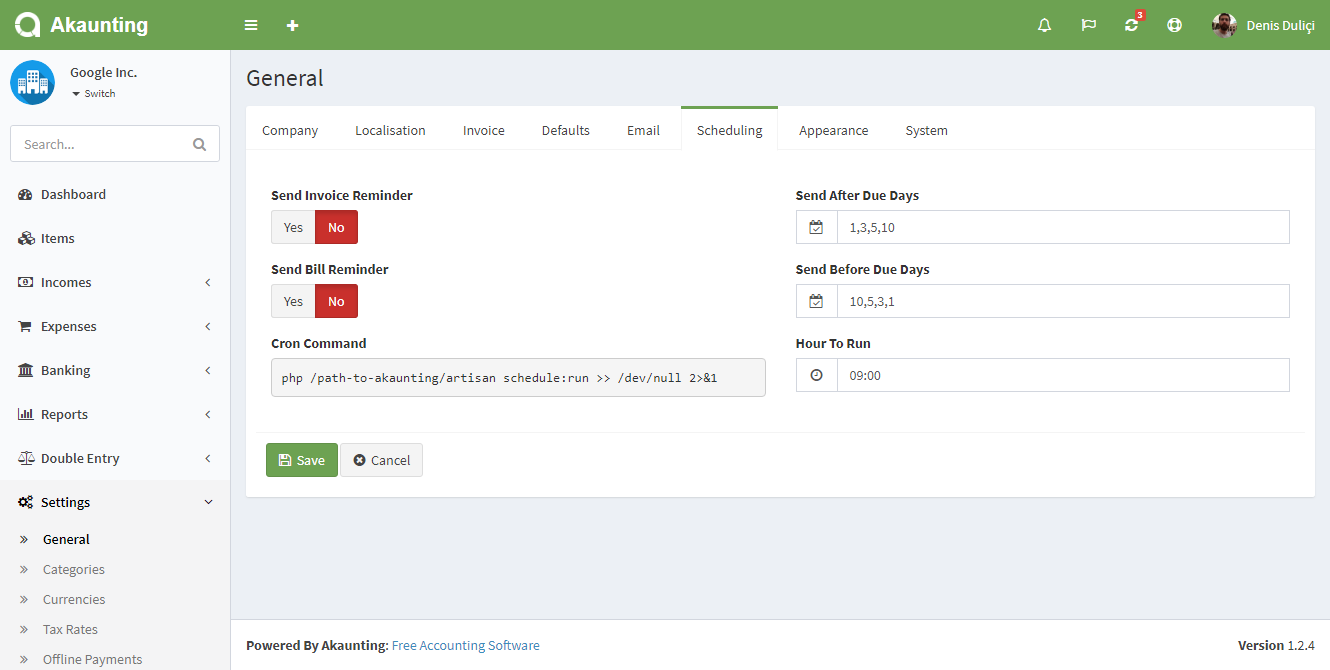 Akaunting
3
Denis Duliçi
Google Inc.
Switch
Search...
Dashboard
Items
Incomes
Expenses
Banking
Reports
Double Entry
Settings
General
Categories
Currencies
Tax Rates
Offline Payments
General
Company Localisation Invoice Defaults Email Scheduling Appearance System
Send Invoice Reminder
Yes No
Send After Due Days
1,3,5,10
Send Bill Reminder
Yes No
Send Before Due Days
10,5,3,1
Cron Command
php /path-to-akaunting/artisan schedule:run >> /dev/null 2>&1
Hour To Run
09:00
Save Cancel
Powered By Akaunting: Free Accounting Software
Version 1.2.4